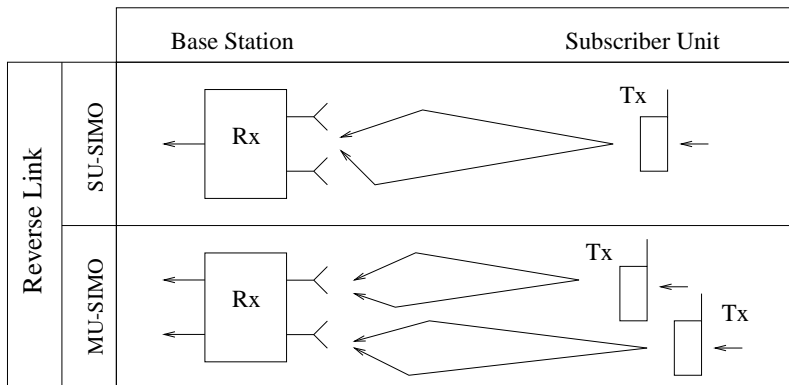 Base Station
Subscriber Unit
Reverse Link
SU-SIMO
Rx
Tx
MU-SIMO
Rx
Tx
Tx